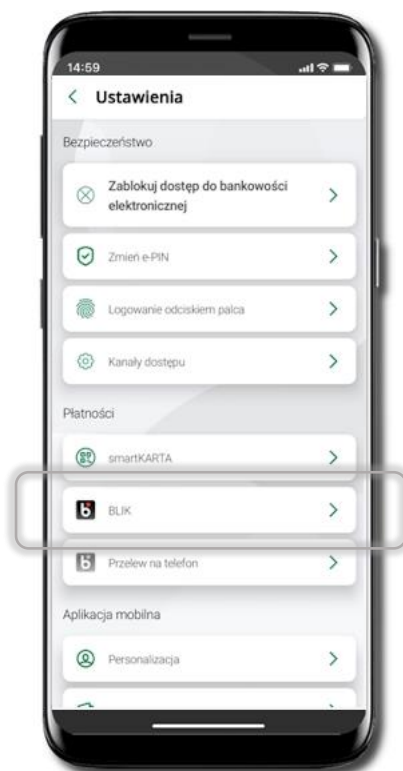 14:59
Ustawienia
Bezpieczeństwo
Zablokuj dostęp do bankowości
elektronicznej
Zmień e-PIN
Logowanie odciskiem palca
Kanały dostępu
Płatności
smartKARTA
BLIK
Przelew na telefon
Aplikacja mobilna
Personalizacja